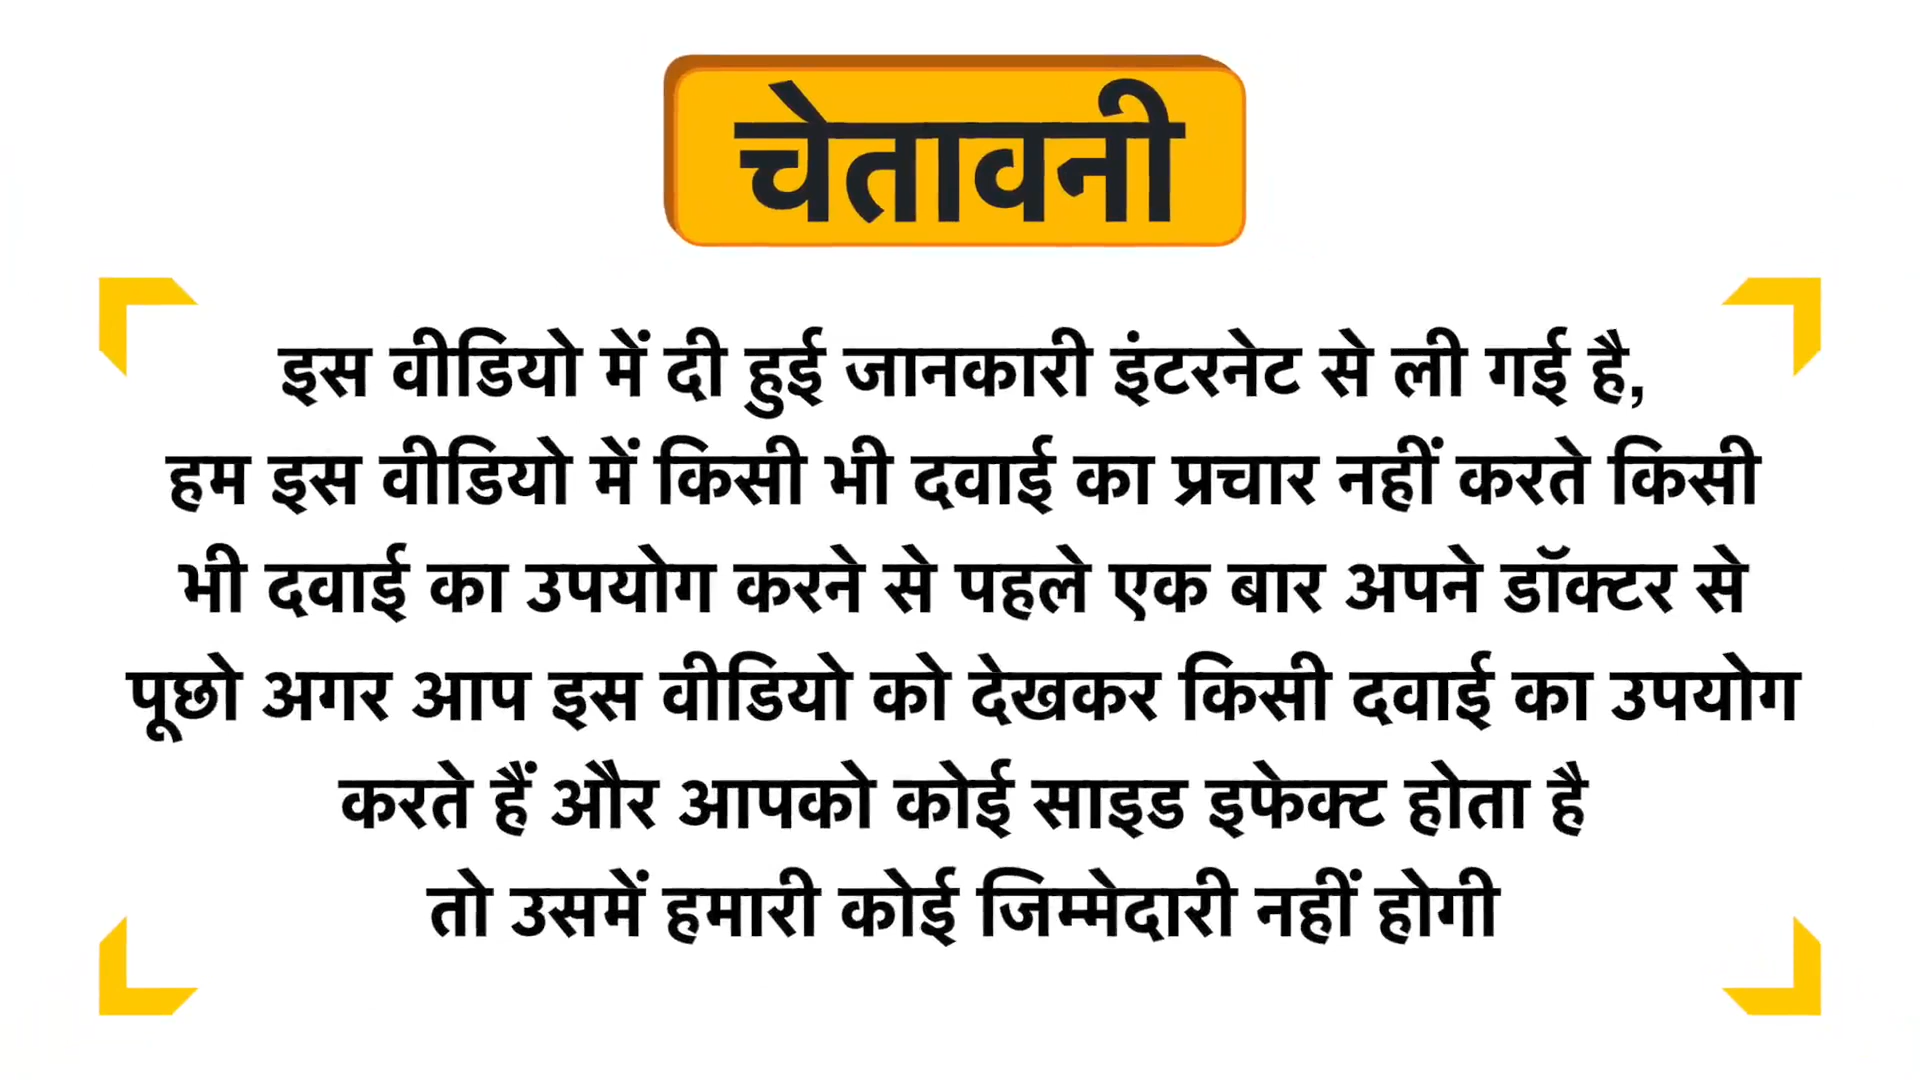 चेतावनी
इस वीडियो में दी हुई जानकारी इंटरनेट से ली गई है,
हम इस वीडियो में किसी भी दवाई का प्रचार नहीं करते किसी
भी दवाई का उपयोग करने से पहले एक बार अपने डॉक्टर से
पूछो अगर आप इस वीडियो को देखकर किसी दवाई का उपयोग
करते हैं और आपको कोई साइड इफेक्ट होता है
तो उसमें हमारी कोई जिम्मेदारी नहीं होगी